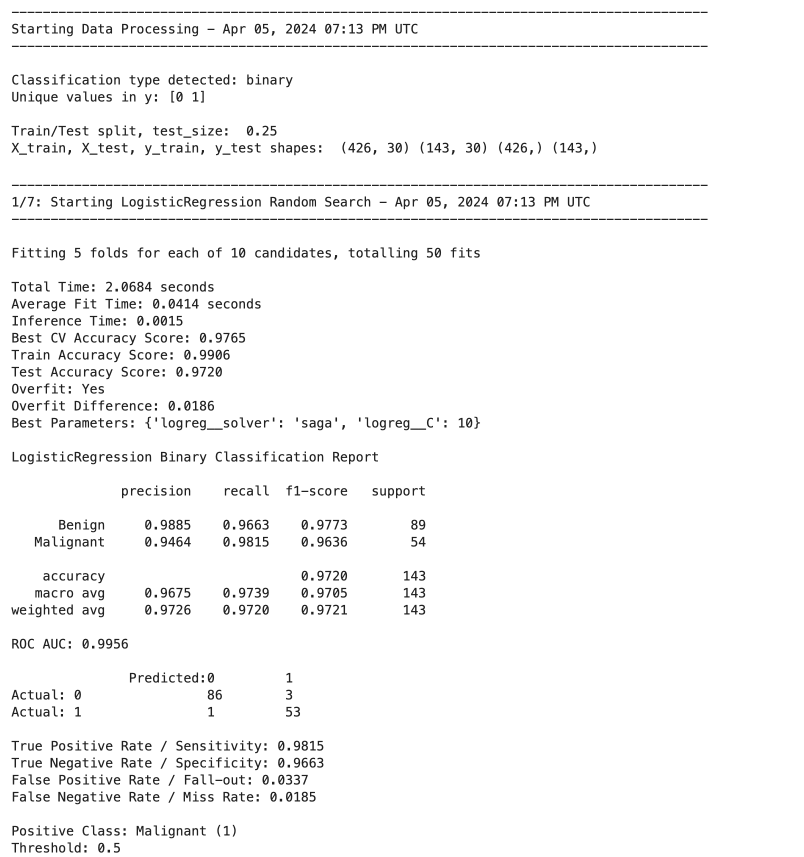 -----------------------------------------------------------------------------------------
Starting Data Processing - Apr 05, 2024 07:13 PM UTC
-----------------------------------------------------------------------------------------
Classification type detected: binary
Unique values in y: [0 1]
Train/Test split, test_size:  0.25
X_train, X_test, y_train, y_test shapes:  (426, 30) (143, 30) (426,) (143,)
-----------------------------------------------------------------------------------------
1/7: Starting LogisticRegression Random Search - Apr 05, 2024 07:13 PM UTC
-----------------------------------------------------------------------------------------
Fitting 5 folds for each of 10 candidates, totalling 50 fits
Total Time: 2.0684 seconds
Average Fit Time: 0.0414 seconds
Inference Time: 0.0015
Best CV Accuracy Score: 0.9765
Train Accuracy Score: 0.9906
Test Accuracy Score: 0.9720
Overfit: Yes
Overfit Difference: 0.0186
Best Parameters: {'logreg__solver': 'saga', 'logreg__C': 10}
LogisticRegression Binary Classification Report
              precision    recall  f1-score   support
      Benign     0.9885    0.9663    0.9773        89
   Malignant     0.9464    0.9815    0.9636        54
    accuracy                         0.9720       143
   macro avg     0.9675    0.9739    0.9705       143
weighted avg     0.9726    0.9720    0.9721       143
ROC AUC: 0.9956
               Predicted:0         1
Actual: 0                86        3
Actual: 1                1         53
True Positive Rate / Sensitivity: 0.9815
True Negative Rate / Specificity: 0.9663
False Positive Rate / Fall-out: 0.0337
False Negative Rate / Miss Rate: 0.0185
Positive Class: Malignant (1)
Threshold: 0.5